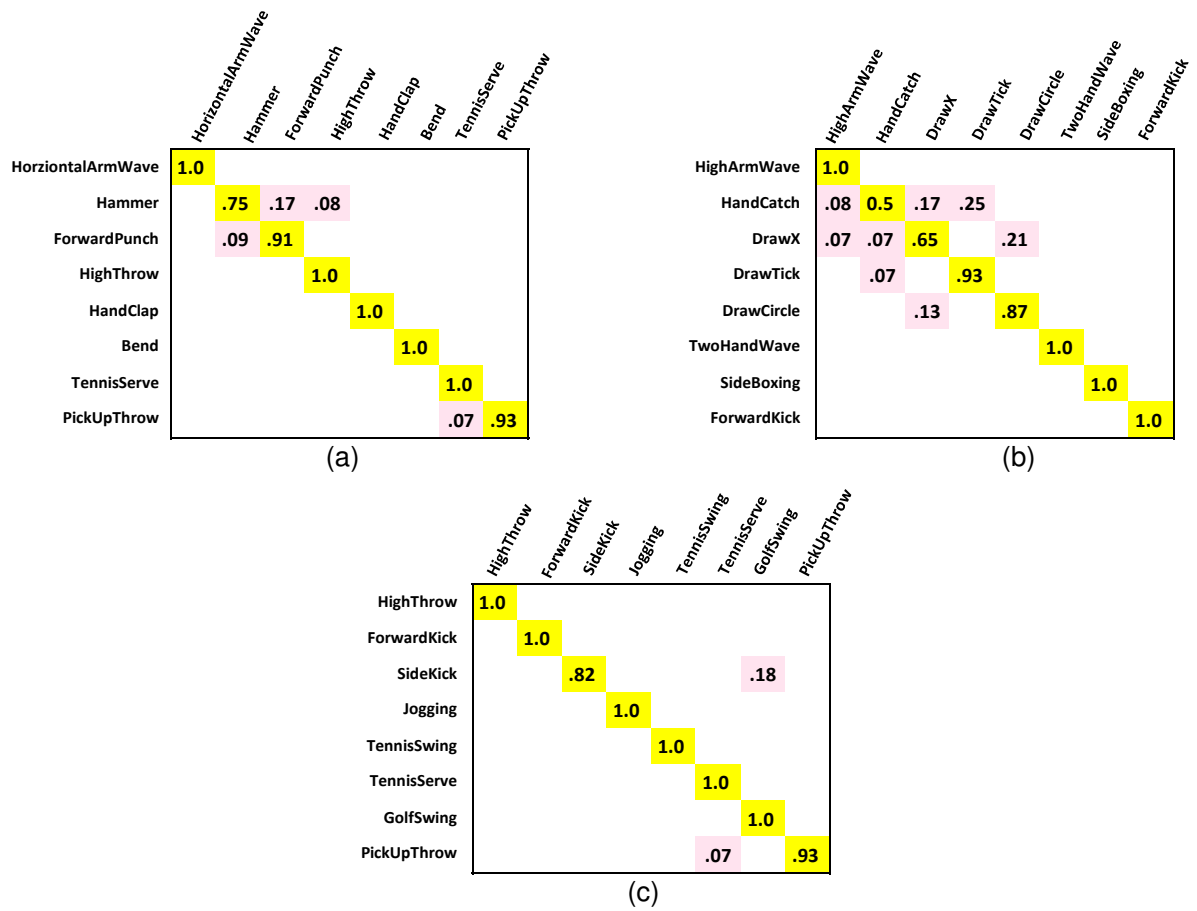 HorizontalArmWave Hammer ForwardPunch HighThrow HandClap Bend TennisServe PickUpThrow
HorziontalArmWave 1.0
Hammer .75 .17 .08
ForwardPunch .09 .91
HighThrow 1.0
HandClap 1.0
Bend 1.0
TennisServe 1.0
PickUpThrow .07 .93
(a)
HighArmWave HandCatch DrawX DrawTick DrawCircle TwoHandWave SideBoxing ForwardKick
HighArmWave 1.0
HandCatch .08 0.5 .17 .25
DrawX .07 .07 .65 .21
DrawTick .07 .93
DrawCircle .13 .87
TwoHandWave 1.0
SideBoxing 1.0
ForwardKick 1.0
(b)
HighThrow ForwardKick SideKick Jogging TennisSwing TennisServe GolfSwing PickUpThrow
HighThrow 1.0
ForwardKick 1.0
SideKick .82 .18
Jogging 1.0
TennisSwing 1.0
TennisServe 1.0
GolfSwing 1.0
PickUpThrow .07 .93
(c)